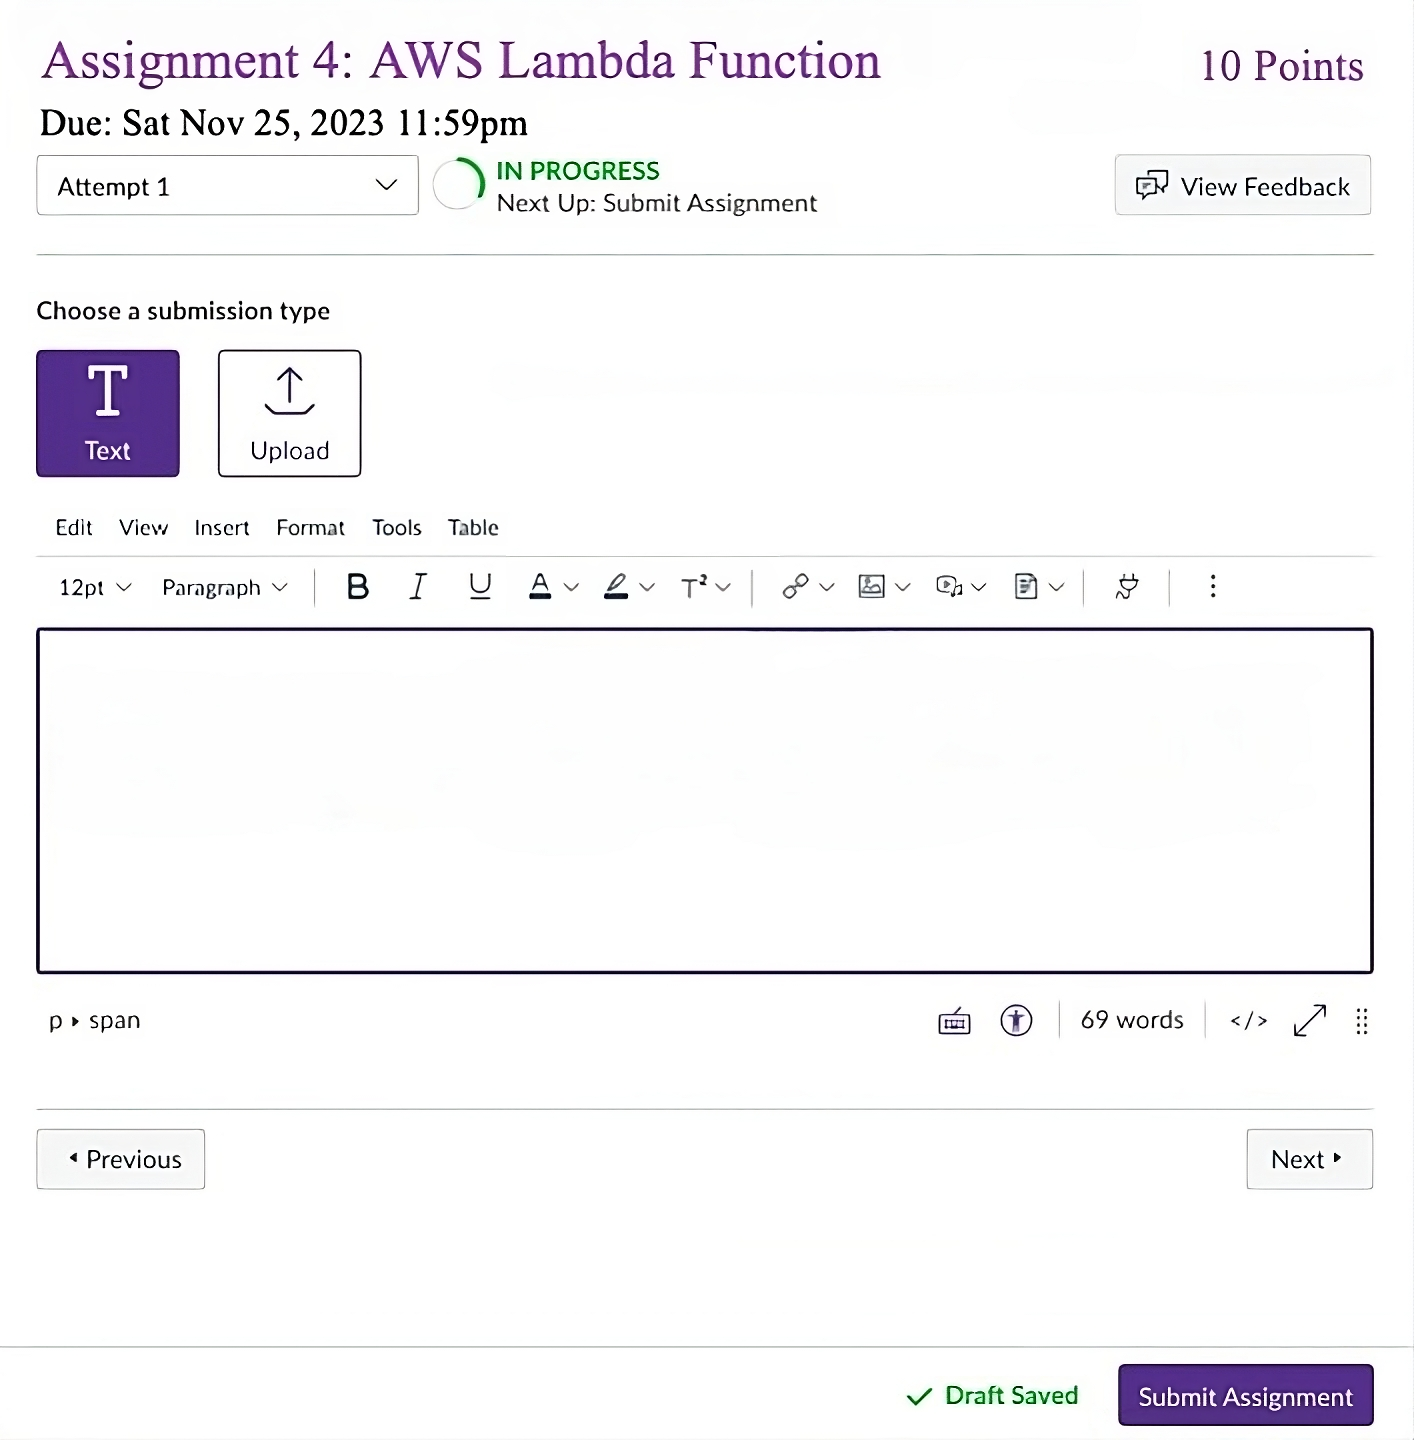 Assignment 4: AWS Lambda Function
10 Points
Due: Sat Nov 25, 2023 11:59pm
Attempt 1
IN PROGRESS
Next Up: Submit Assignment
View Feedback
Choose a submission type
T
Text
Upload
Edit View Insert Format Tools Table
12pt Paragraph B I U A T²
p ▸ span
69 words </>
Previous
Next
Draft Saved
Submit Assignment